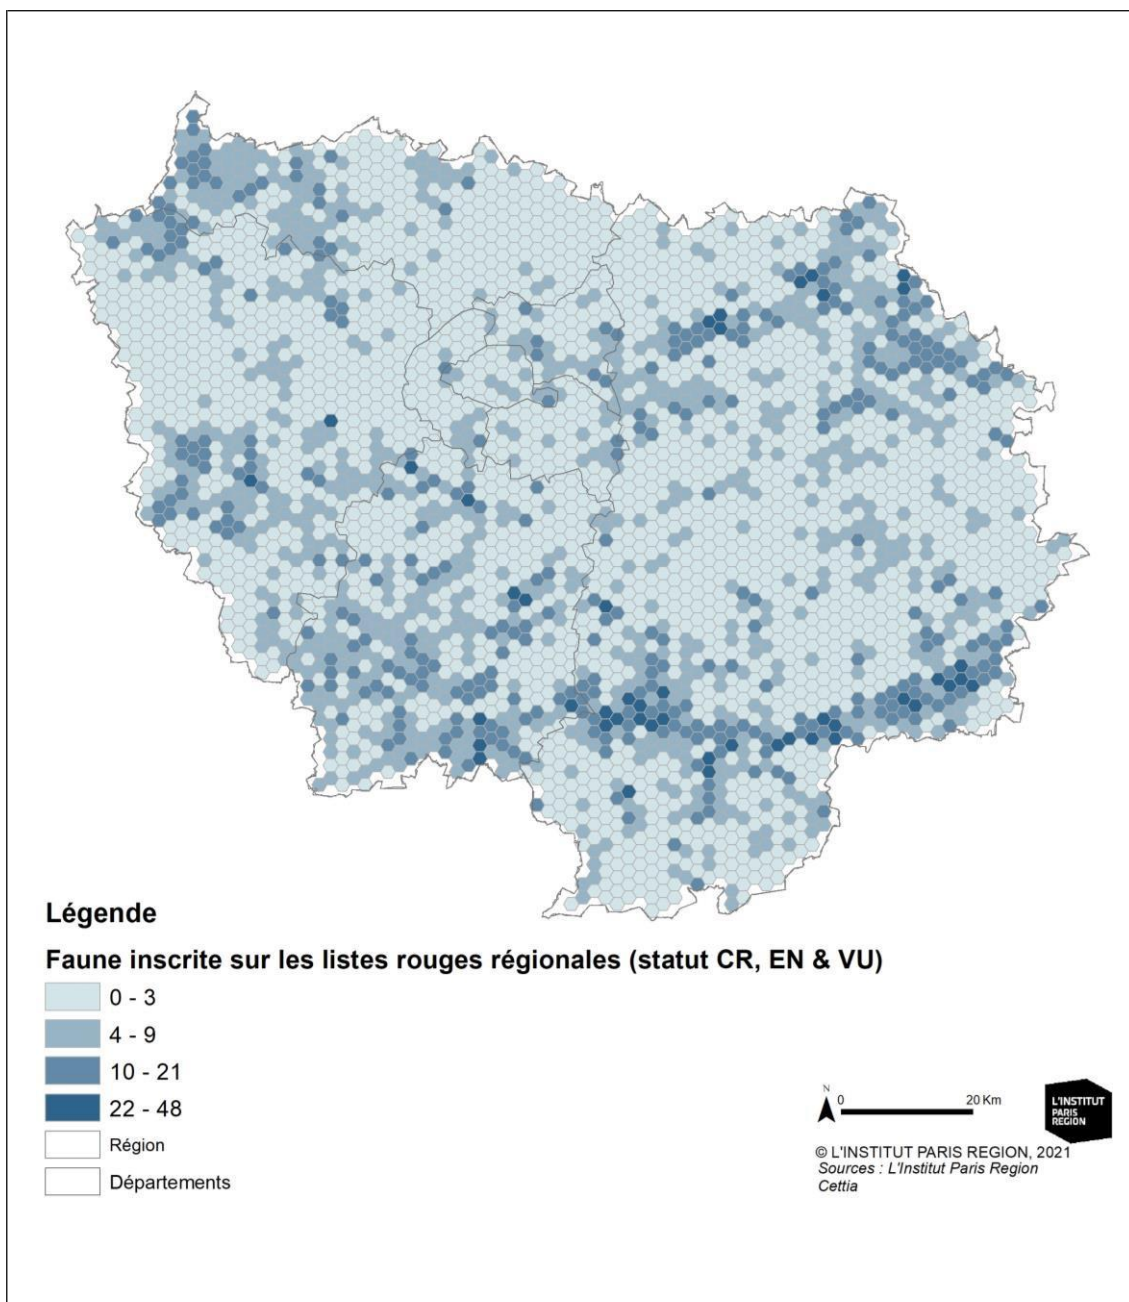 Légende
Faune inscrite sur les listes rouges régionales (statut CR, EN & VU)
0 - 3
4 - 9
10 - 21
22 - 48
Région
Départements
N
0 20 Km
L'INSTITUT
PARIS
REGION
© L'INSTITUT PARIS REGION, 2021
Sources : L'Institut Paris Region
Cettia